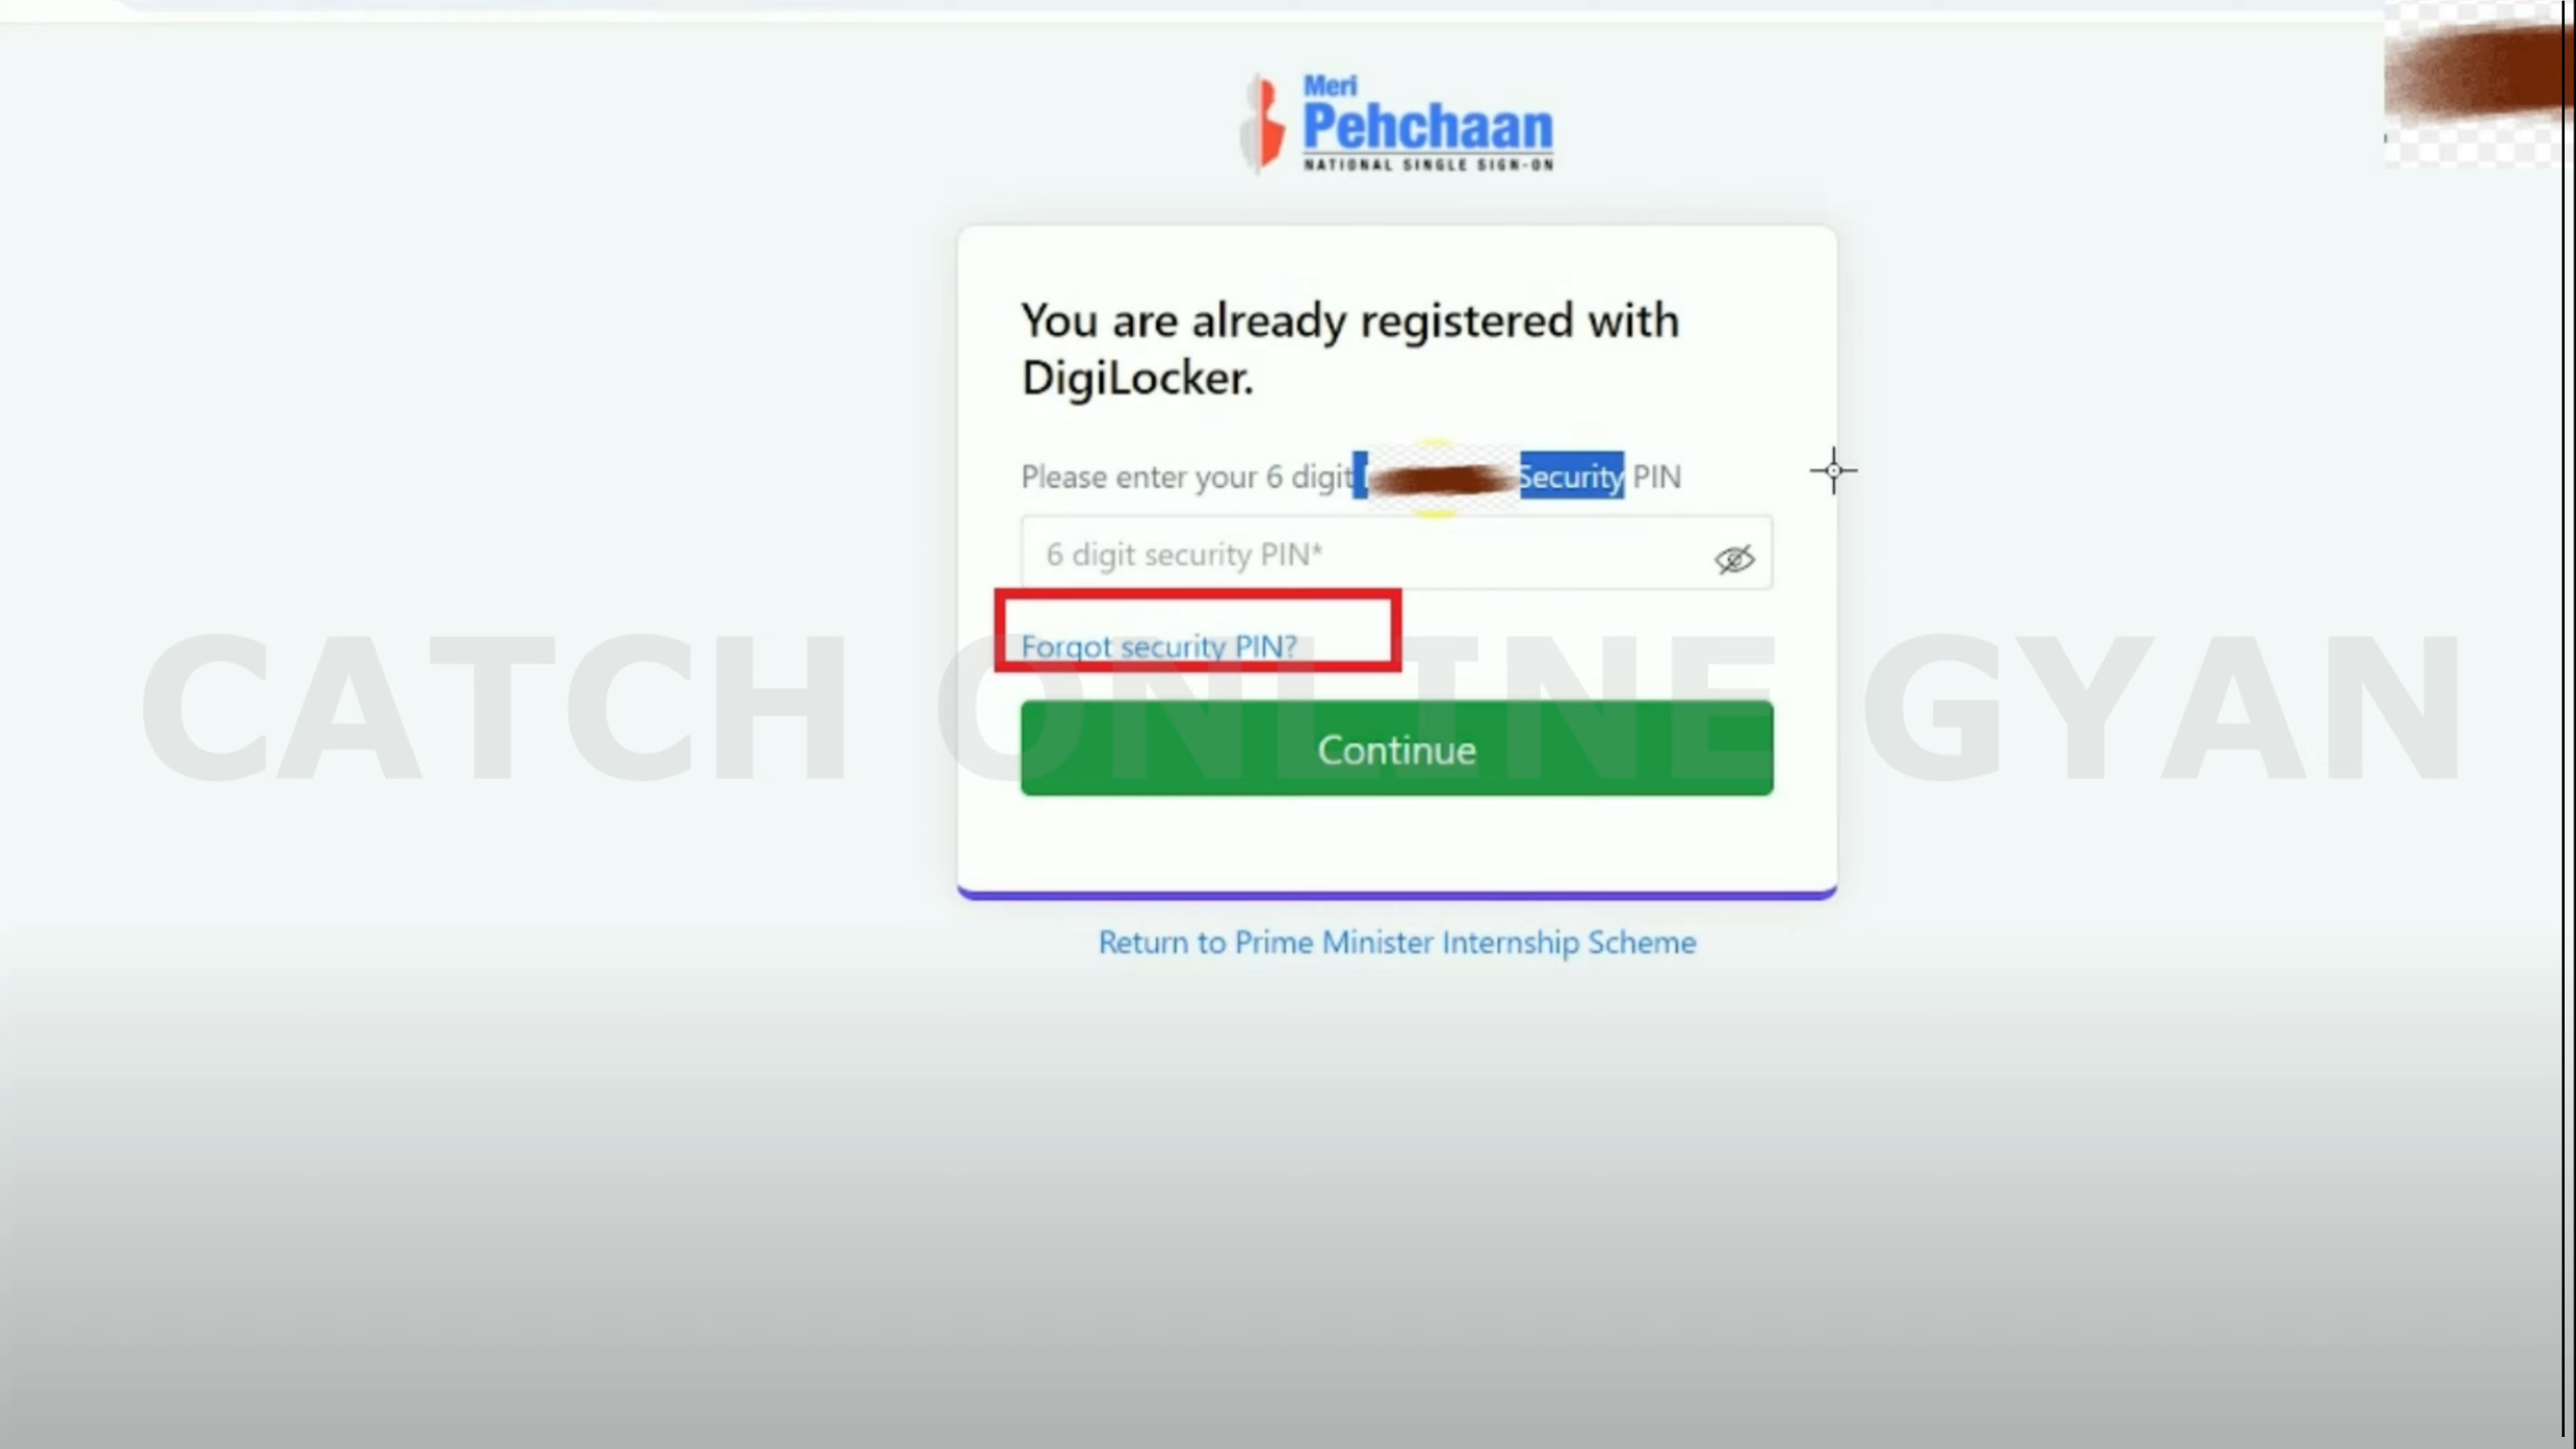 Meri
Pehchaan
NATIONAL SINGLE SIGN-ON
You are already registered with
DigiLocker.
Please enter your 6 digit Security PIN
6 digit security PIN*
Forgot security PIN?
CATCH ONLINE GYAN
Continue
Return to Prime Minister Internship Scheme